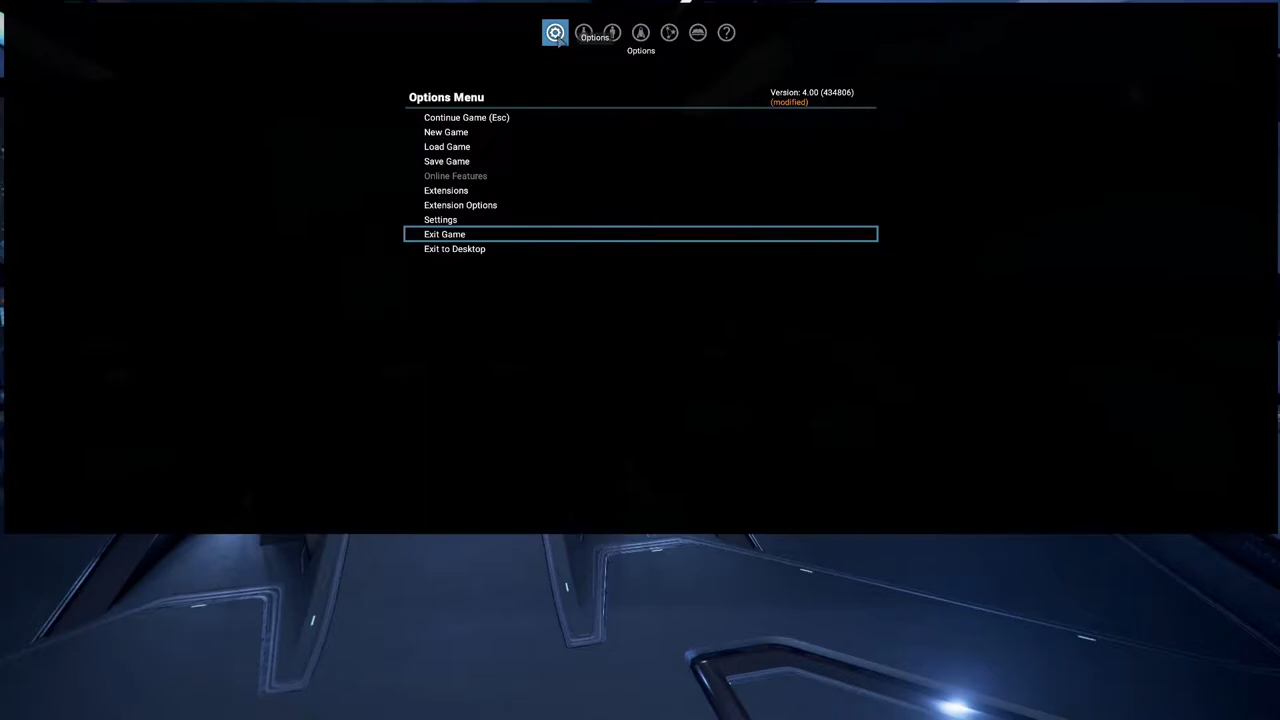 Options
Options
Options Menu
Version: 4.00 (434806)
(modified)
Continue Game (Esc)
New Game
Load Game
Save Game
Online Features
Extensions
Extension Options
Settings
Exit Game
Exit to Desktop